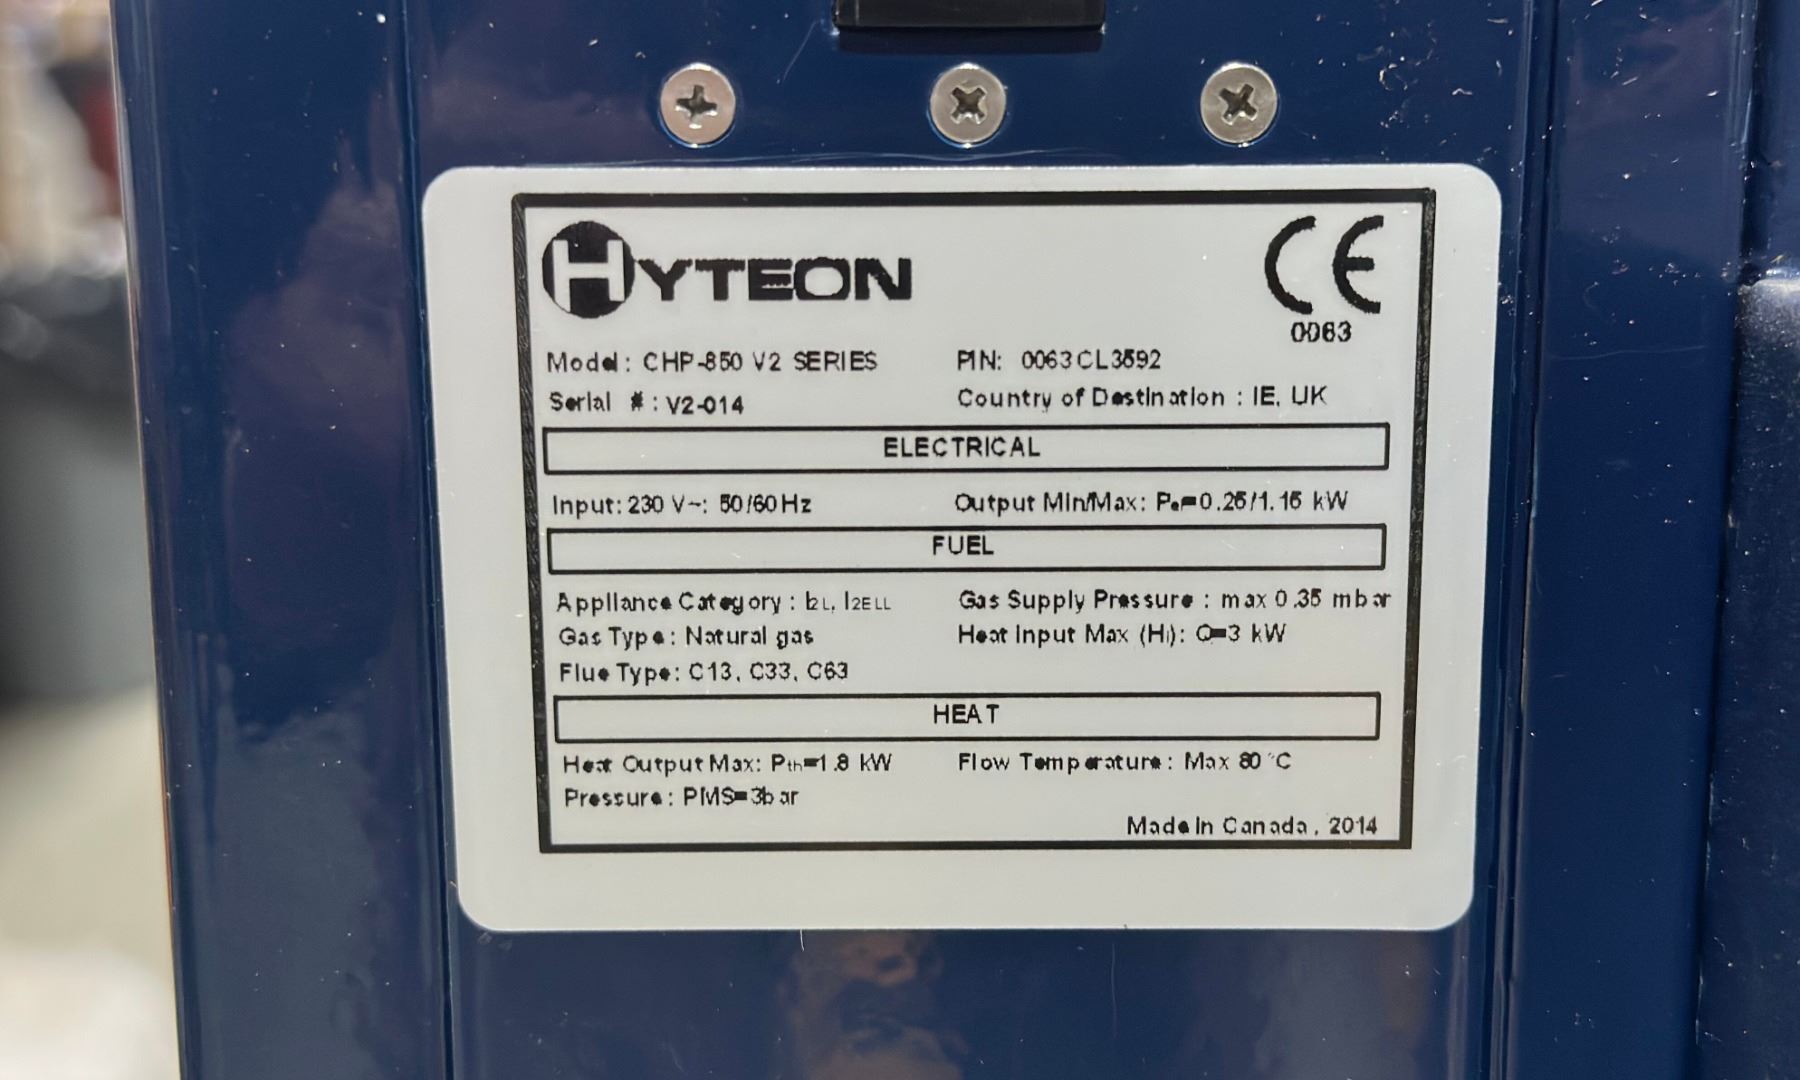 HYTEON
CE
0063
Model: CHP-850 V2 SERIES PIN: 0063CL3592
Serial #: V2-014 Country of Destination : IE, UK
ELECTRICAL
Input: 230 V~: 50/60Hz Output Min/Max: Pe=0.25/1.15 kW
FUEL
Appliance Category : I2L, I2ELL Gas Supply Pressure : max 0.35 mbar
Gas Type: Natural gas Heat Input Max (Hi): Q=3 kW
Flue Type: C13, C33, C63
HEAT
Heat Output Max: Pth=1.8 kW Flow Temperature: Max 80 °C
Pressure: PMS=3bar
Made in Canada, 2014